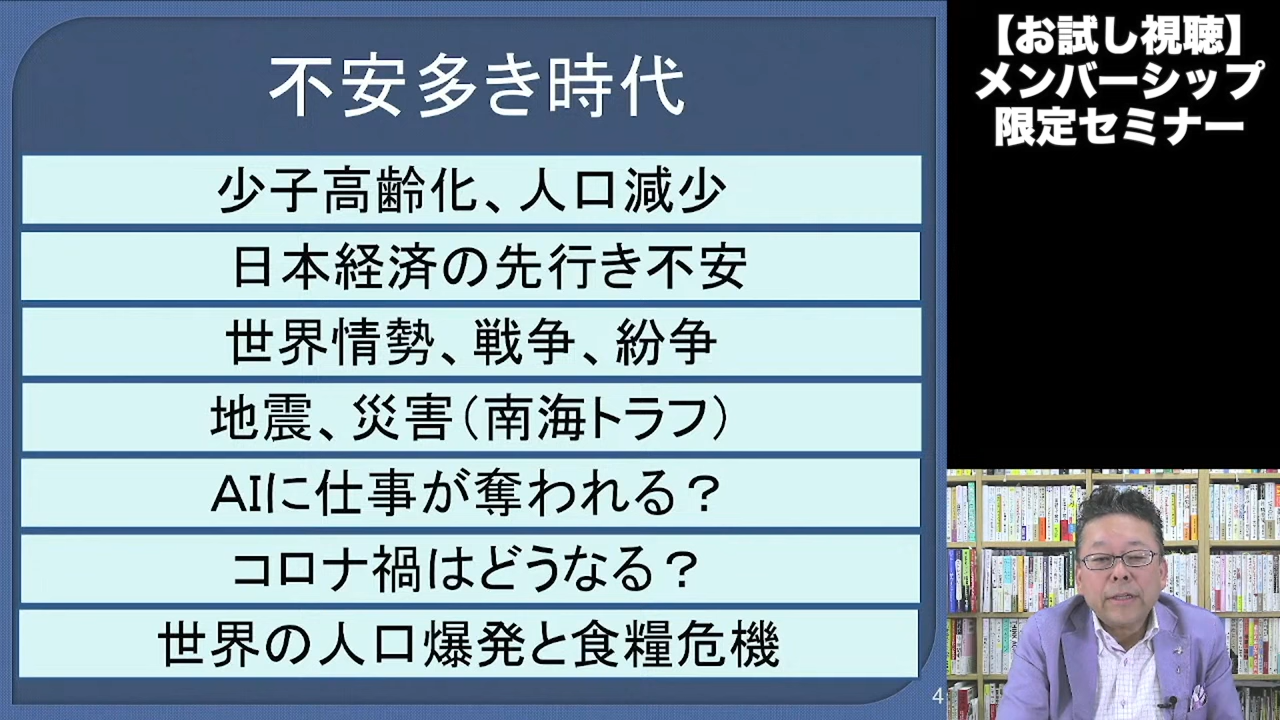 不安多き時代
少子高齢化、人口減少
日本経済の先行き不安
世界情勢、戦争、紛争
地震、災害(南海トラフ)
AIに仕事が奪われる?
コロナ禍はどうなる?
世界の人口爆発と食糧危機
4
【お試し視聴】
メンバーシップ
限定セミナー